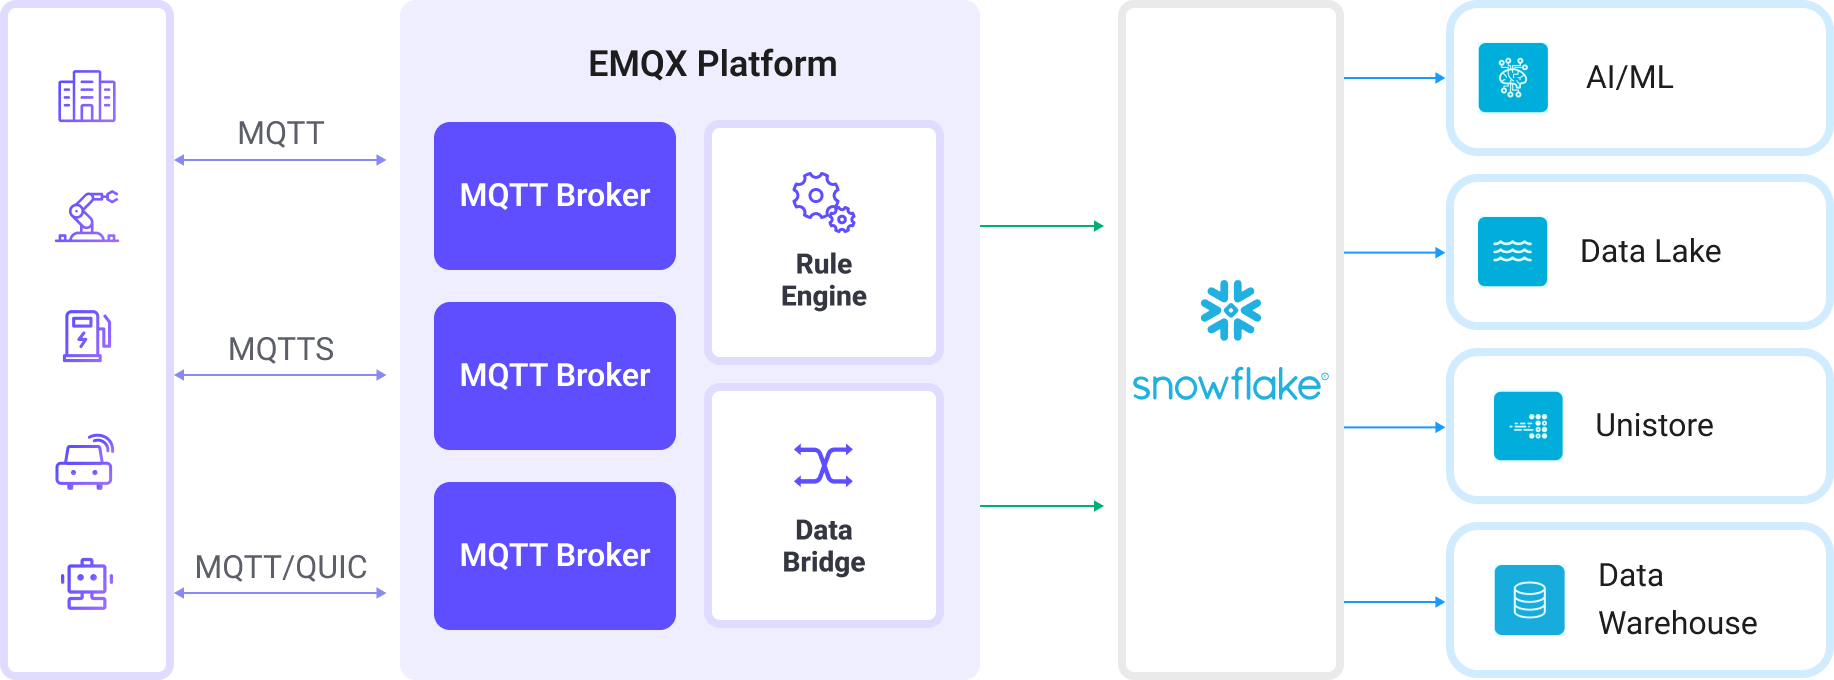 EMQX Platform
MQTT
MQTTS
MQTT/QUIC
MQTT Broker
MQTT Broker
MQTT Broker
Rule
Engine
Data
Bridge
snowflake®
AI/ML
Data Lake
Unistore
Data
Warehouse